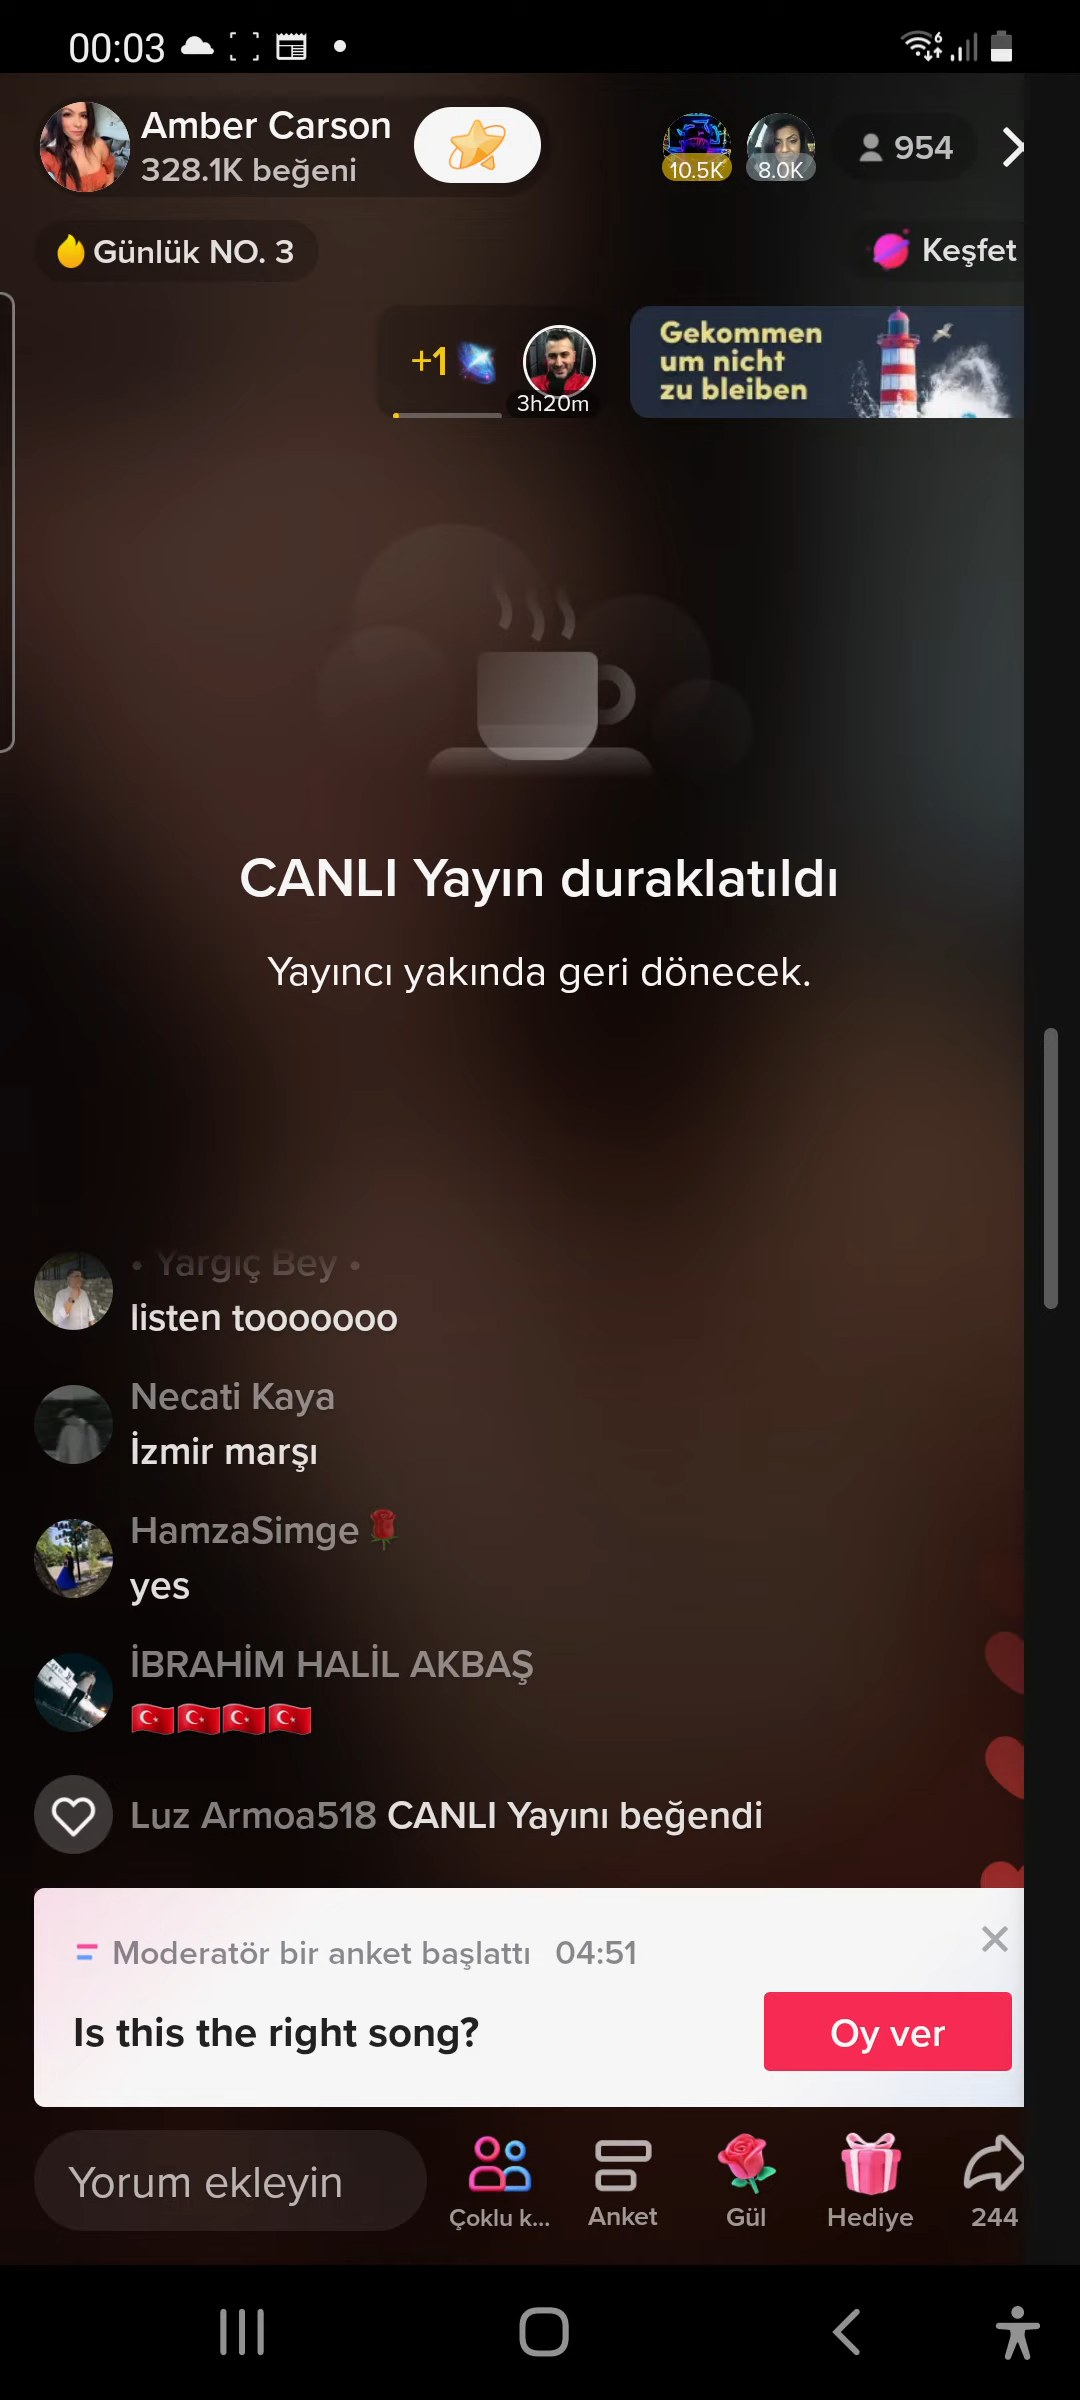 00:03
6
Amber Carson
328.1K beğeni
10.5K
8.0K
954
Günlük NO. 3
Keşfet
+1
3h20m
Gekommen
um nicht
zu bleiben
CANLI Yayın duraklatıldı
Yayıncı yakında geri dönecek.
• Yargıç Bey •
listen tooooooo
Necati Kaya
İzmir marşı
HamzaSimge🌹
yes
İBRAHİM HALİL AKBAŞ
🇹🇷🇹🇷🇹🇷🇹🇷
Luz Armoa518 CANLI Yayını beğendi
Moderatör bir anket başlattı 04:51
Is this the right song?
Oy ver
Yorum ekleyin
Çoklu k...
Anket
Gül
Hediye
244